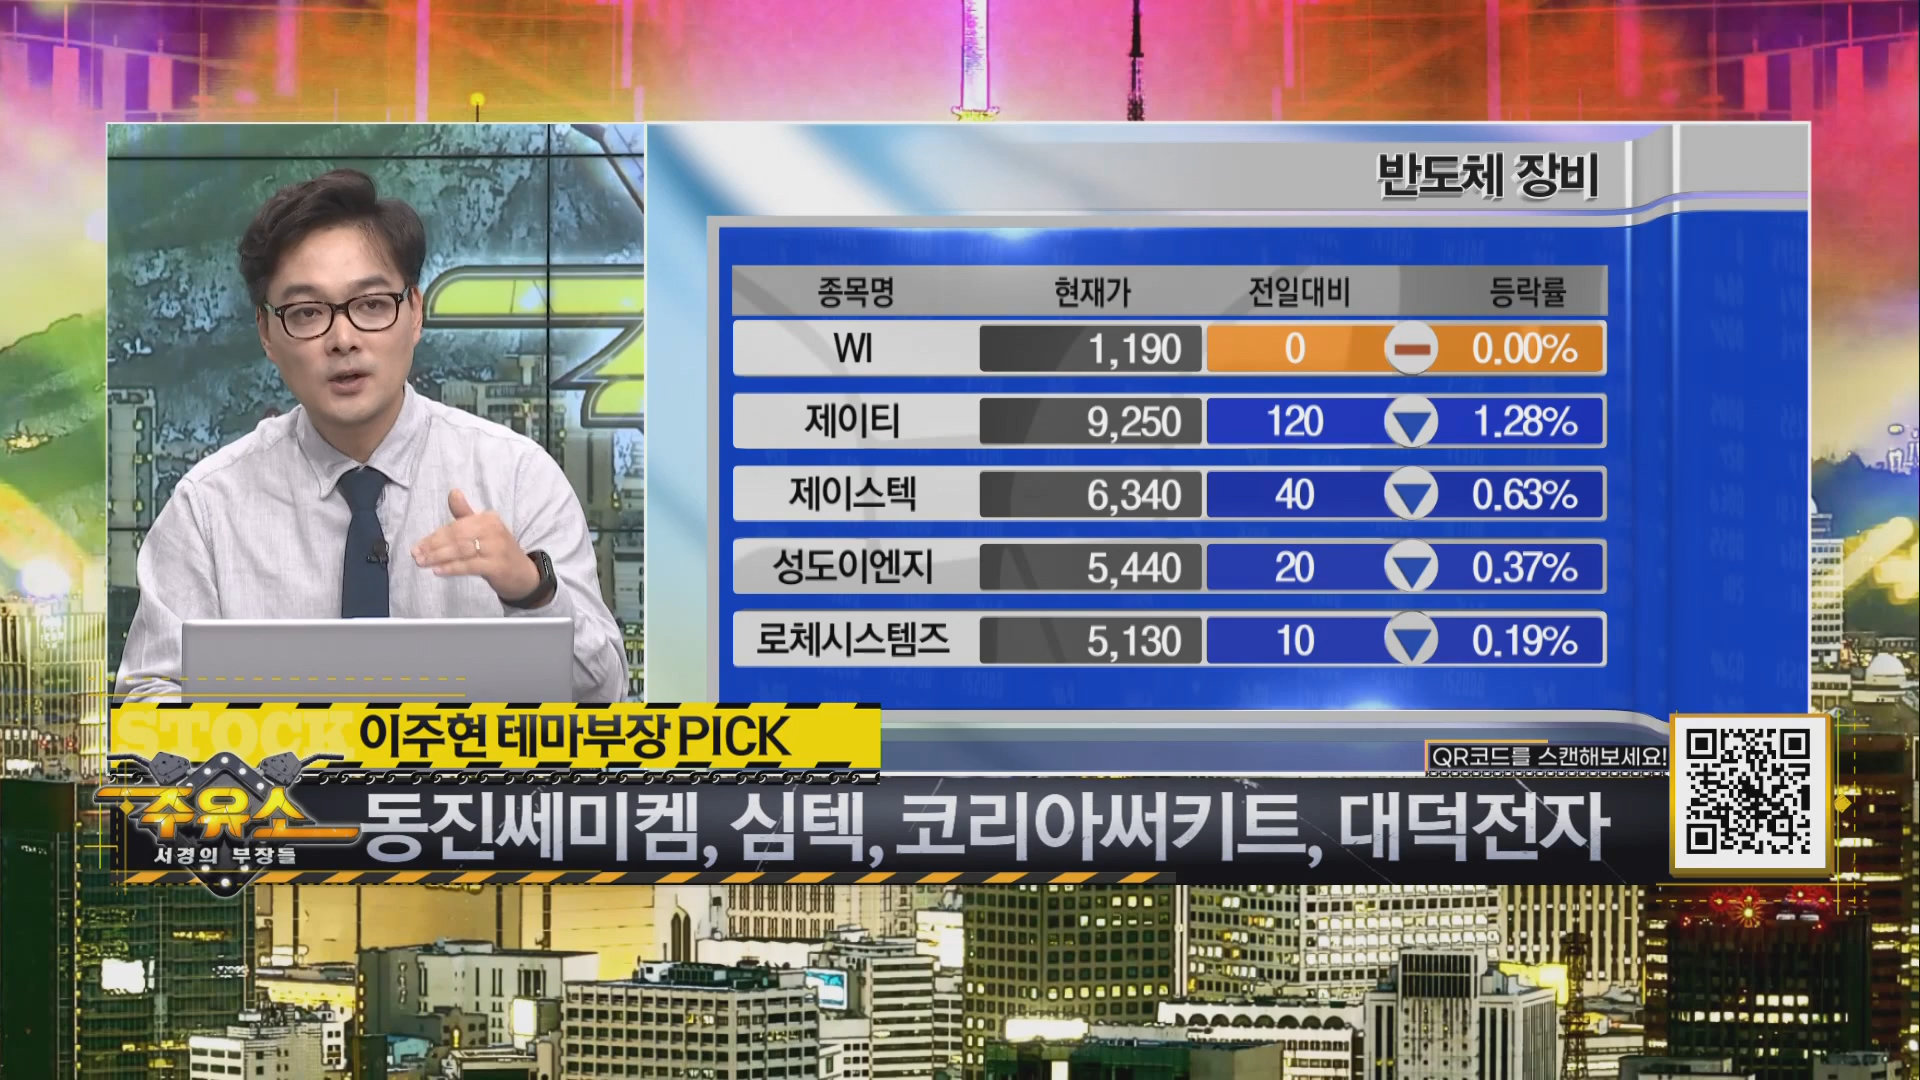 반도체 장비
종목명 현재가 전일대비 등락률
WI 1,190 0 0.00%
제이티 9,250 120 ▼ 1.28%
제이스텍 6,340 40 ▼ 0.63%
성도이엔지 5,440 20 ▼ 0.37%
로체시스템즈 5,130 10 ▼ 0.19%
STOCK
이주현 테마부장 PICK
QR코드를 스캔해보세요!
주유소
서경의 부장들
동진쎄미켐, 심텍, 코리아써키트, 대덕전자